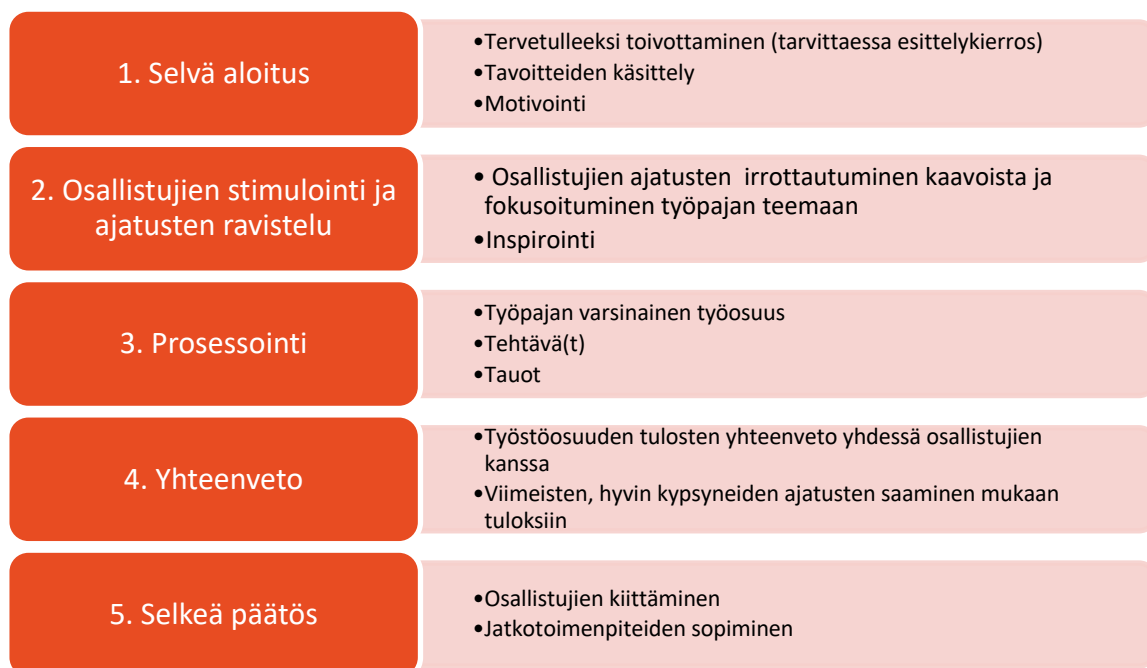 1. Selvä aloitus
•Tervetulleeksi toivottaminen (tarvittaessa esittelykierros)
•Tavoitteiden käsittely
•Motivointi
2. Osallistujien stimulointi ja
ajatusten ravistelu
• Osallistujien ajatusten irrottautuminen kaavoista ja
fokusoituminen työpajan teemaan
•Inspirointi
3. Prosessointi
•Työpajan varsinainen työosuus
•Tehtävä(t)
•Tauot
4. Yhteenveto
•Työstöosuuden tulosten yhteenveto yhdessä osallistujien
kanssa
•Viimeisten, hyvin kypsyneiden ajatusten saaminen mukaan
tuloksiin
5. Selkeä päätös
•Osallistujien kiittäminen
•Jatkotoimenpiteiden sopiminen